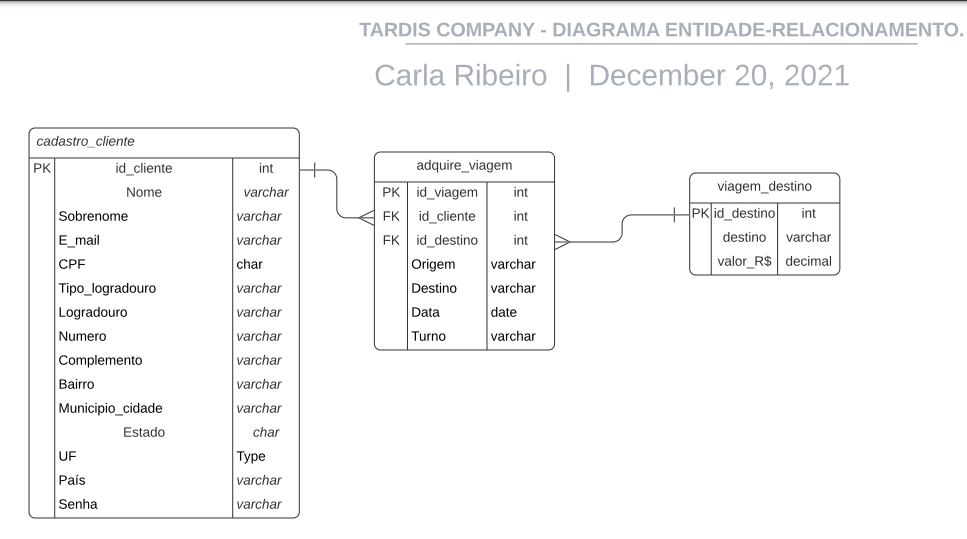 TARDIS COMPANY - DIAGRAMA ENTIDADE-RELACIONAMENTO.
Carla Ribeiro | December 20, 2021
cadastro_cliente
PK id_cliente int
Nome varchar
Sobrenome varchar
E_mail varchar
CPF char
Tipo_logradouro varchar
Logradouro varchar
Numero varchar
Complemento varchar
Bairro varchar
Municipio_cidade varchar
Estado char
UF Type
País varchar
Senha varchar
adquire_viagem
PK id_viagem int
FK id_cliente int
FK id_destino int
Origem varchar
Destino varchar
Data date
Turno varchar
viagem_destino
PK id_destino int
destino varchar
valor_R$ decimal